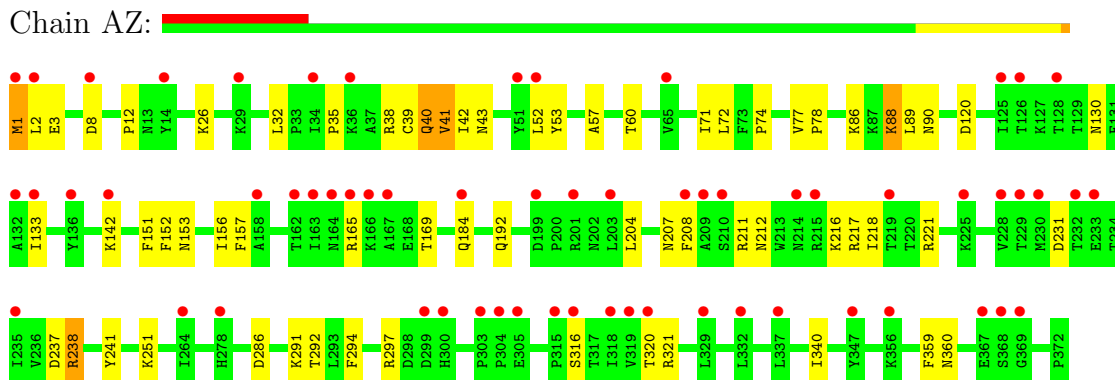 Chain AZ:
M1 L2 E3 D8 P12 N13 Y14 K26 K29 L32 P33 I34 P35 K36 A37 R38 C39 Q40 V41 I42 N43 Y51 L52 Y53 A57 T60 V65 I71 L72 F73 P74 V77 P78 K86 K87 K88 L89 N90 D120 I125 T126 K127 T128 T129 N130 E131
A132 I133 Y136 K142 F151 F152 N153 I156 F157 A158 T162 I163 N164 R165 K166 A167 E168 T169 Q184 Q192 D199 P200 R201 N202 L203 L204 N207 F208 A209 S210 R211 N212 W213 N214 R215 K216 R217 I218 T219 T220 R221 K225 V228 T229 M230 D231 T232 E233 T234
I235 V236 D237 R238 Y241 K251 I264 H278 D286 K291 T292 L293 F294 R297 D298 D299 H300 P303 P304 E305 P315 S316 T317 I318 V319 T320 R321 L329 L332 L337 I340 Y347 K356 F359 N360 E367 S368 G369 P372